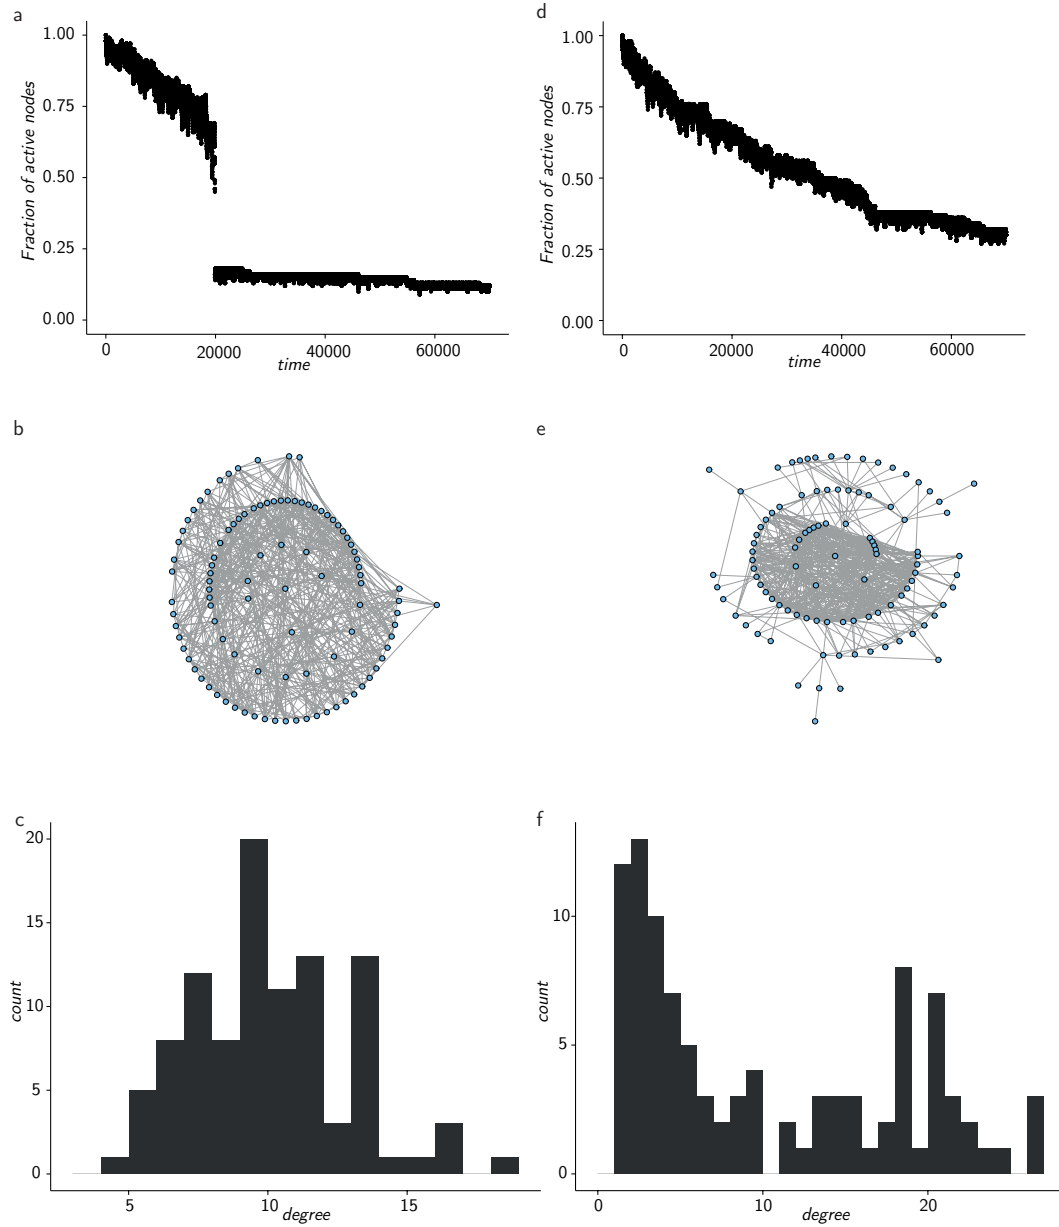 a
Fraction of active nodes
1.00
0.75
0.50
0.25
0.00
0 20000 40000 60000
time
d
Fraction of active nodes
1.00
0.75
0.50
0.25
0.00
0 20000 40000 60000
time
b
e
c
count
20
15
10
5
0
5 10 15
degree
f
count
10
5
0
0 10 20
degree